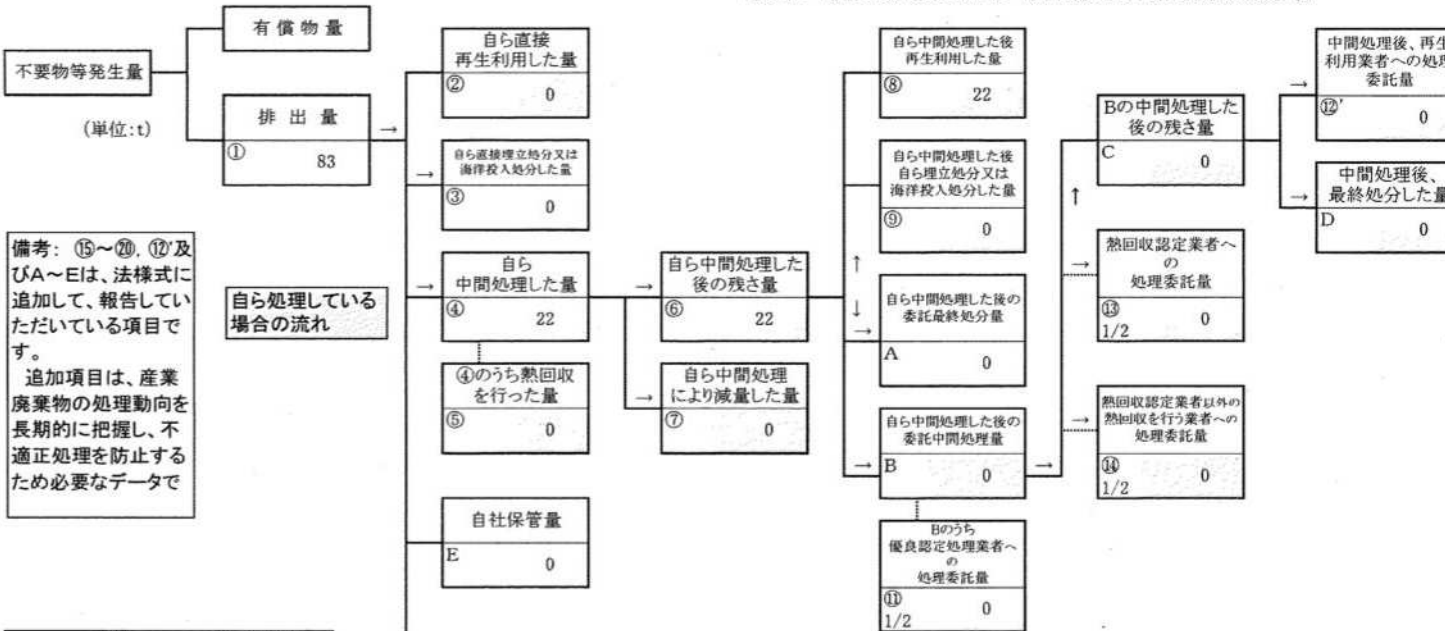 不要物等発生量
(単位:t)
有償物量
排出量
①
83
→
備考: ⑮～⑳, ⑫'及
びA～Eは、法様式に
追加して、報告してい
ただいている項目で
す。
追加項目は、産業
廃棄物の処理動向を
長期的に把握し、不
適正処理を防止する
ため必要なデータで
自ら処理している
場合の流れ
自ら直接
再生利用した量
②
0
→
自ら直接埋立処分又は
海洋投入処分した量
③
0
→
自ら
中間処理した量
④
22
④のうち熱回収
を行った量
⑤
0
自社保管量
E
0
→
自ら中間処理した
後の残さ量
⑥
22
→
自ら中間処理
により減量した量
⑦
0
自ら中間処理した後
再生利用した量
⑧
22
自ら中間処理した後
自ら埋立処分又は
海洋投入処分した量
⑨
0
↑
↓
→
自ら中間処理した後の
委託最終処分量
A
0
→
自ら中間処理した後の
委託中間処理量
B
0
→
Bのうち
優良認定処理業者へ
の
処理委託量
⑪
1/2
0
↑
Bの中間処理した
後の残さ量
C
0
→
熱回収認定業者へ
の
処理委託量
⑬
1/2
0
→
熱回収認定業者以外の
熱回収を行う業者への
処理委託量
⑭
1/2
0
→
中間処理後、再生
利用業者への処理
委託量
⑫'
0
→
中間処理後、
最終処分した量
D
0